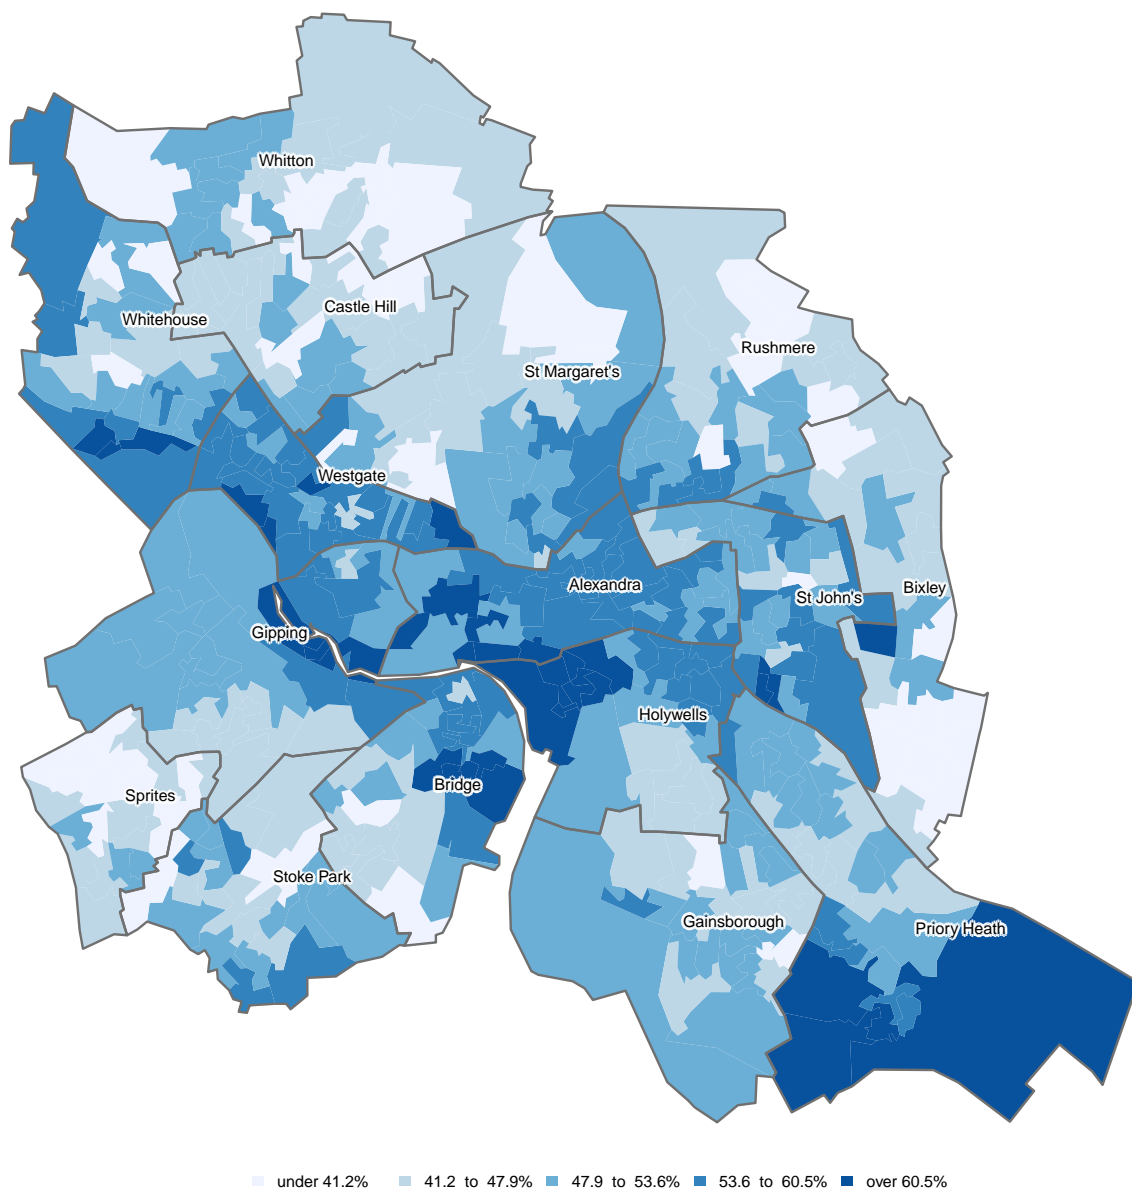 Whitton
Castle Hill
Whitehouse
Rushmere
St Margaret's
Westgate
Alexandra
Bixley
St John's
Gipping
Holywells
Bridge
Sprites
Stoke Park
Gainsborough
Priory Heath
under 41.2% 41.2 to 47.9% 47.9 to 53.6% 53.6 to 60.5% over 60.5%